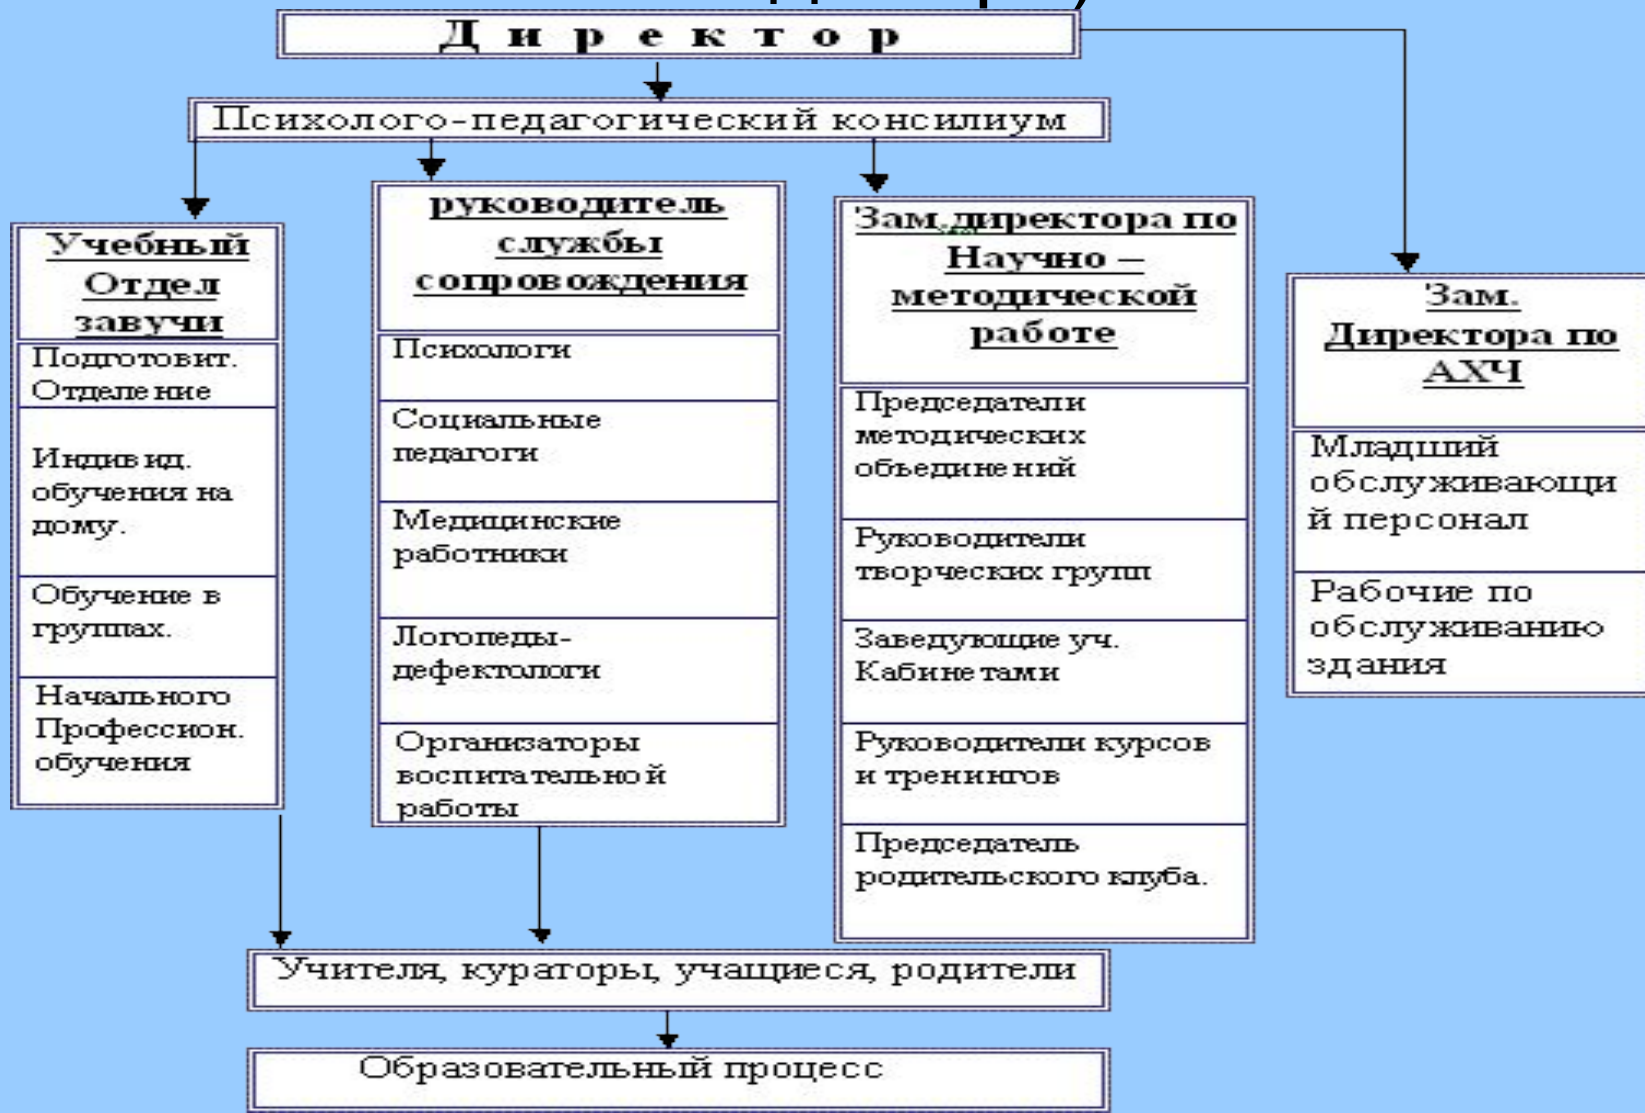 Д и р е к т о р
Психолого-педагогический консилиум
Учебный
Отдел
завучи
Подготовит.
Отделение
Индивид.
обучения на
дому.
Обучение в
группах.
Начального
Профессион.
обучения
руководитель
службы
сопровождения
Психологи
Социальные
педагоги
Медицинские
работники
Логопеды-
дефектологи
Организаторы
воспитательной
работы
Зам.директора по
Научно –
методической
работе
Председатели
методических
обьединений
Руководители
творческих групп
Заведующие уч.
Кабинетами
Руководители курсов
и тренингов
Председатель
родительского клуба.
Зам.
Директора по
АХЧ
Младший
обслуживающи
й персонал
Рабочие по
обслуживанию
здания
Учителя, кураторы, учащиеся, родители
Образовательный процесс